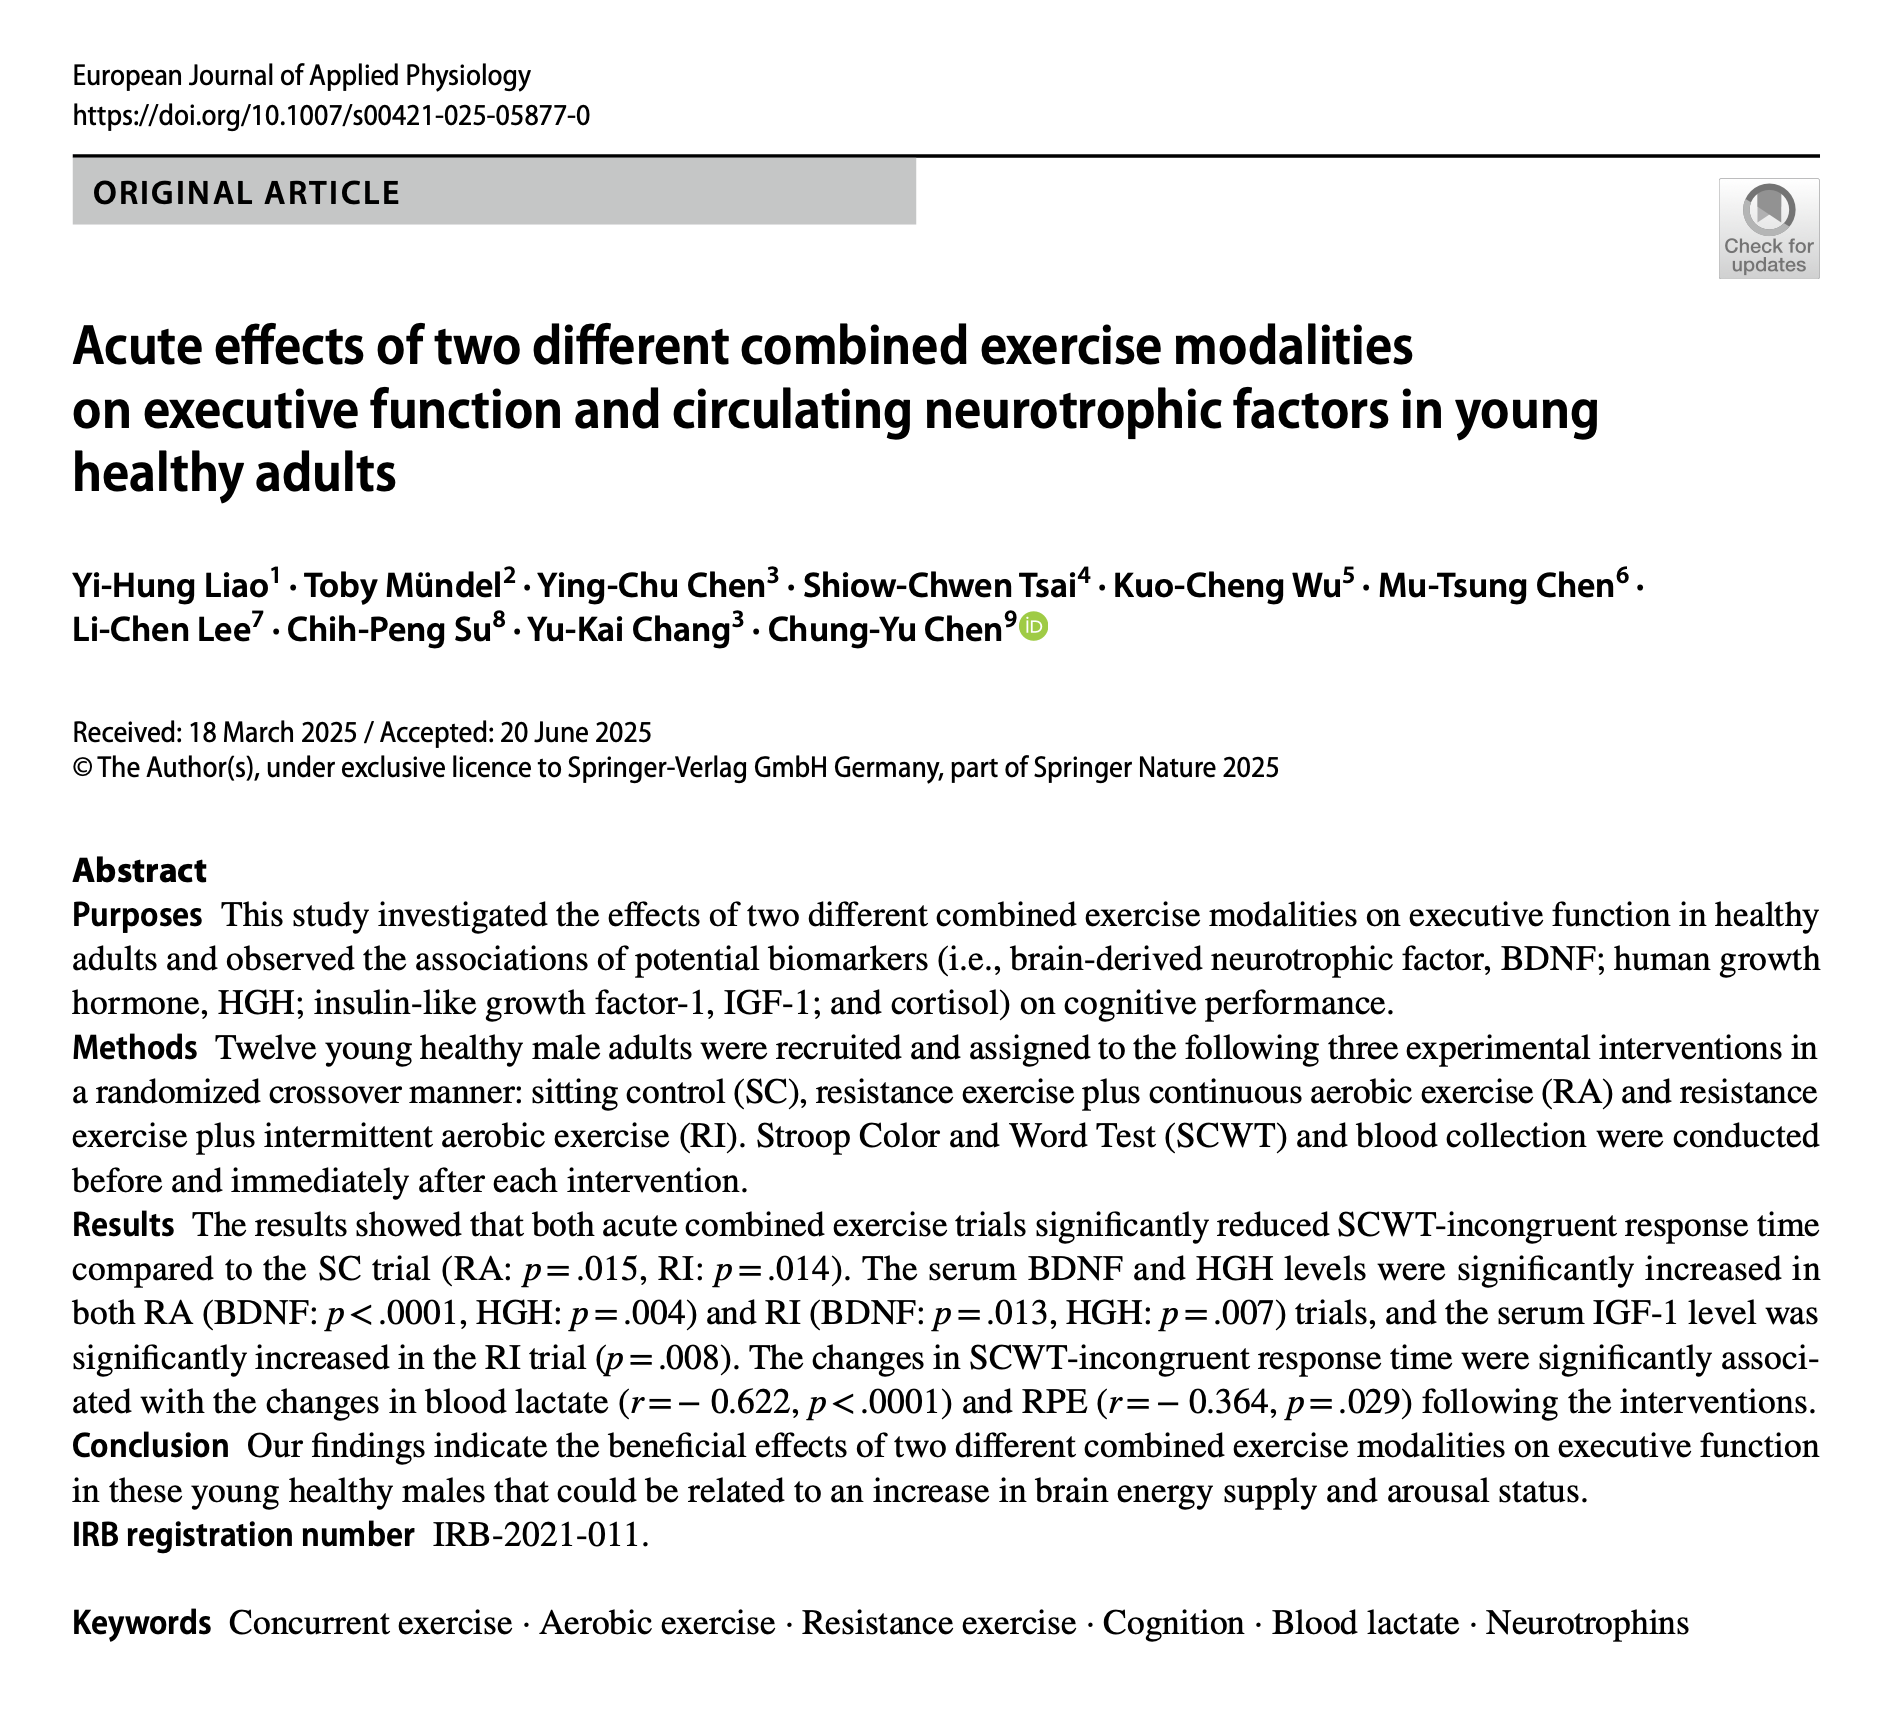 European Journal of Applied Physiology
https://doi.org/10.1007/s00421-025-05877-0
ORIGINAL ARTICLE
Check for
updates
Acute effects of two different combined exercise modalities
on executive function and circulating neurotrophic factors in young
healthy adults
Yi-Hung Liao1 · Toby Mündel2 · Ying-Chu Chen3 · Shiow-Chwen Tsai4 · Kuo-Cheng Wu5 · Mu-Tsung Chen6 ·
Li-Chen Lee7 · Chih-Peng Su8 · Yu-Kai Chang3 · Chung-Yu Chen9 iD
Received: 18 March 2025 / Accepted: 20 June 2025
© The Author(s), under exclusive licence to Springer-Verlag GmbH Germany, part of Springer Nature 2025
Abstract
Purposes This study investigated the effects of two different combined exercise modalities on executive function in healthy
adults and observed the associations of potential biomarkers (i.e., brain-derived neurotrophic factor, BDNF; human growth
hormone, HGH; insulin-like growth factor-1, IGF-1; and cortisol) on cognitive performance.
Methods Twelve young healthy male adults were recruited and assigned to the following three experimental interventions in
a randomized crossover manner: sitting control (SC), resistance exercise plus continuous aerobic exercise (RA) and resistance
exercise plus intermittent aerobic exercise (RI). Stroop Color and Word Test (SCWT) and blood collection were conducted
before and immediately after each intervention.
Results The results showed that both acute combined exercise trials significantly reduced SCWT-incongruent response time
compared to the SC trial (RA: p = .015, RI: p = .014). The serum BDNF and HGH levels were significantly increased in
both RA (BDNF: p < .0001, HGH: p = .004) and RI (BDNF: p = .013, HGH: p = .007) trials, and the serum IGF-1 level was
significantly increased in the RI trial (p = .008). The changes in SCWT-incongruent response time were significantly associ-
ated with the changes in blood lactate (r = − 0.622, p < .0001) and RPE (r = − 0.364, p = .029) following the interventions.
Conclusion Our findings indicate the beneficial effects of two different combined exercise modalities on executive function
in these young healthy males that could be related to an increase in brain energy supply and arousal status.
IRB registration number IRB-2021-011.
Keywords Concurrent exercise · Aerobic exercise · Resistance exercise · Cognition · Blood lactate · Neurotrophins